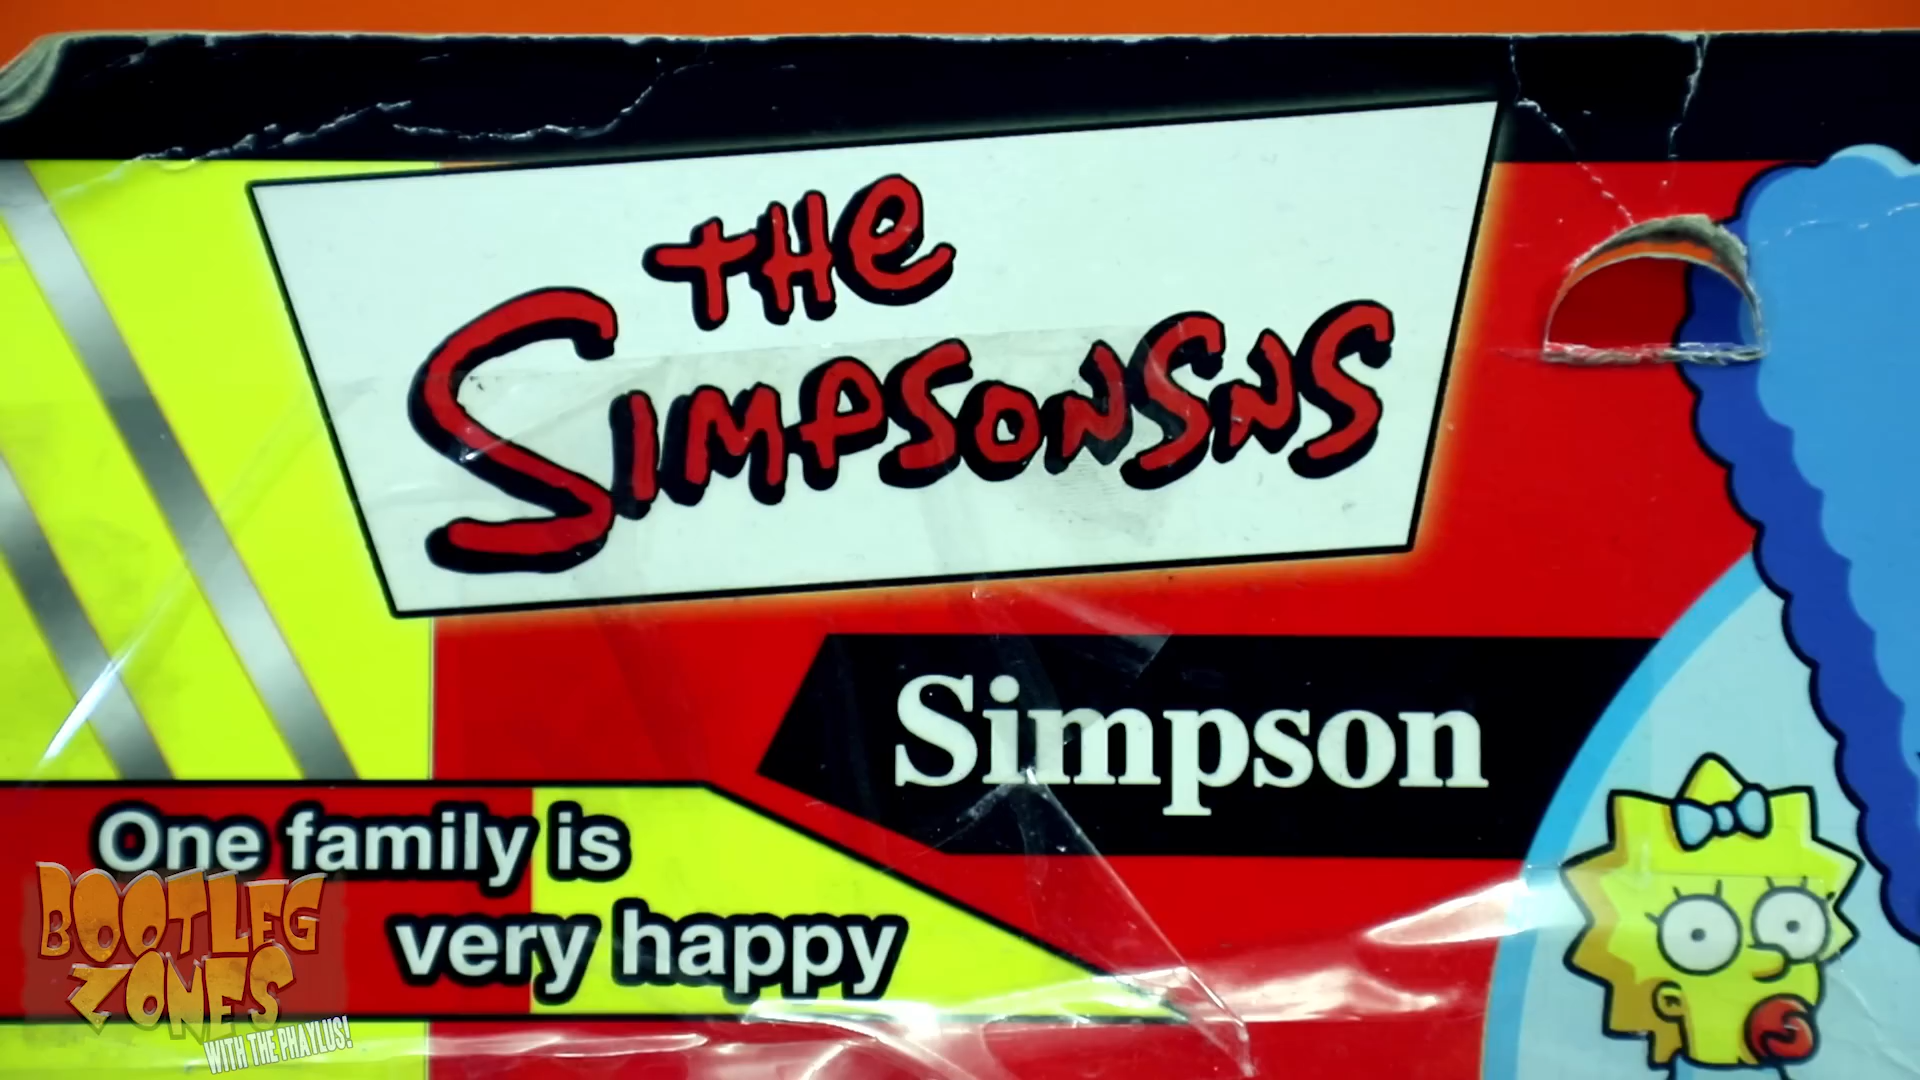 THe
SIMPSONSNS
Simpson
One family is
very happy
BOOTLEG
ZONES
WITH THE PHAYLUS!